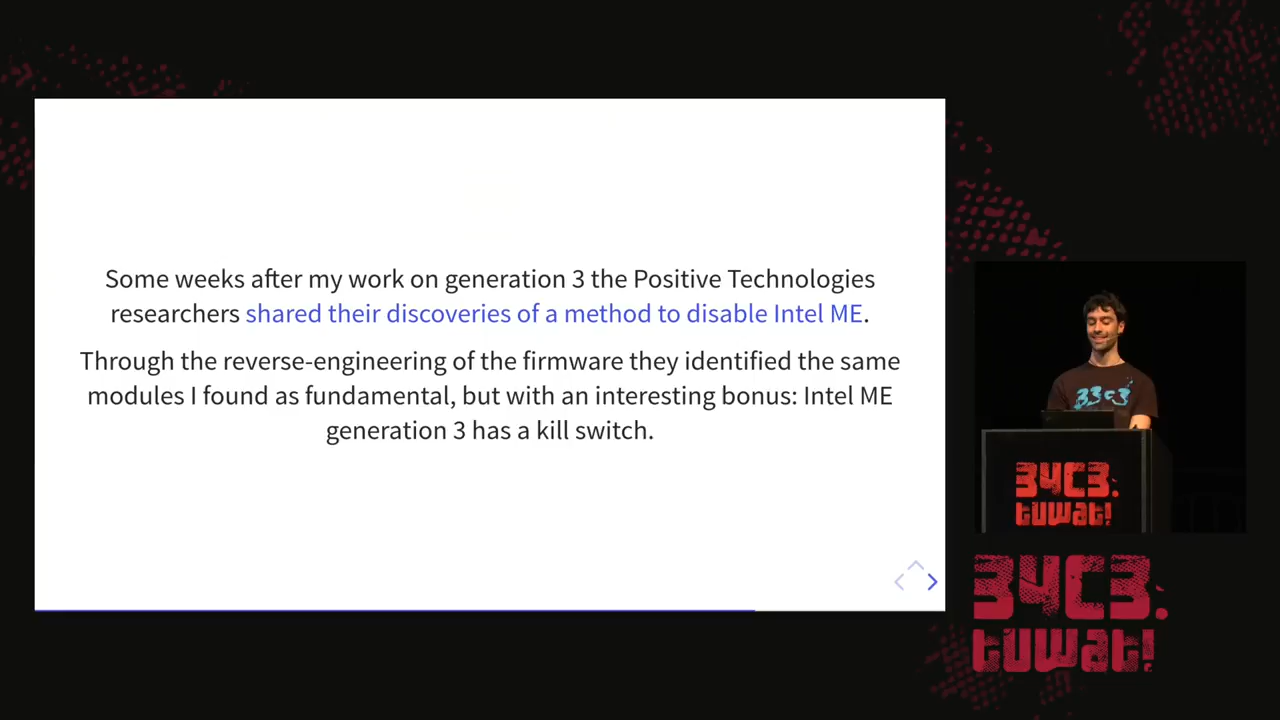 Some weeks after my work on generation 3 the Positive Technologies
researchers shared their discoveries of a method to disable Intel ME.
Through the reverse-engineering of the firmware they identified the same
modules I found as fundamental, but with an interesting bonus: Intel ME
generation 3 has a kill switch.
33c3
34C3.
tuwat!
34C3.
tuwat!